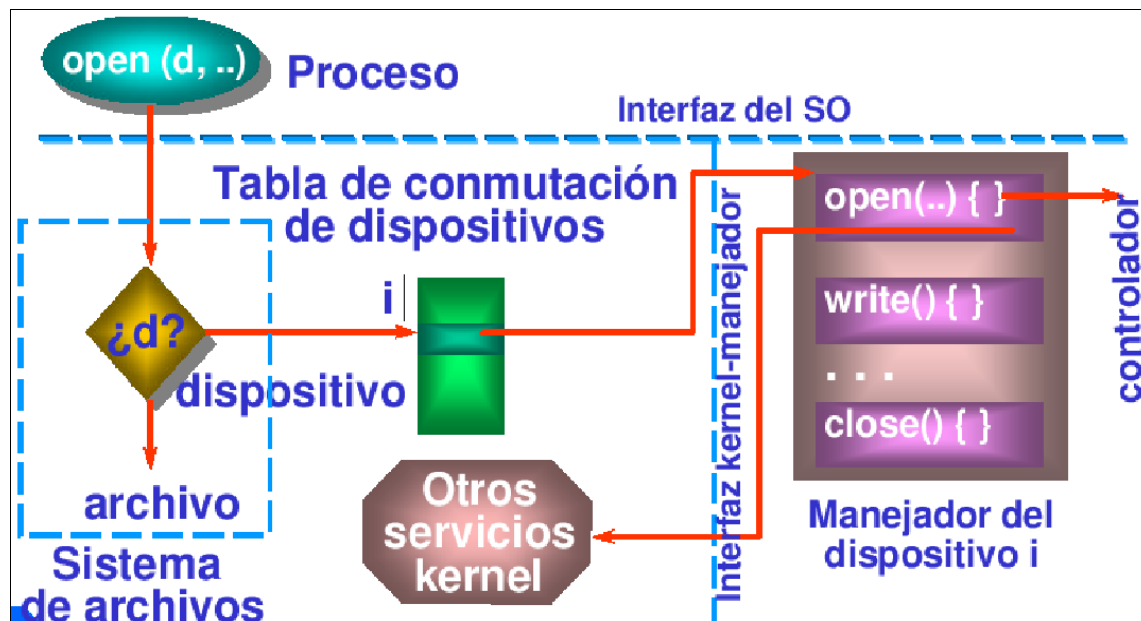 open (d, ..)
Proceso
Interfaz del SO
Tabla de conmutación
de dispositivos
i
¿d?
dispositivo
archivo
Sistema
de archivos
Otros
servicios
kernel
Interfaz kernel-manejador
open(..) { }
write() { }
. . .
close() { }
Manejador del
dispositivo i
controlador